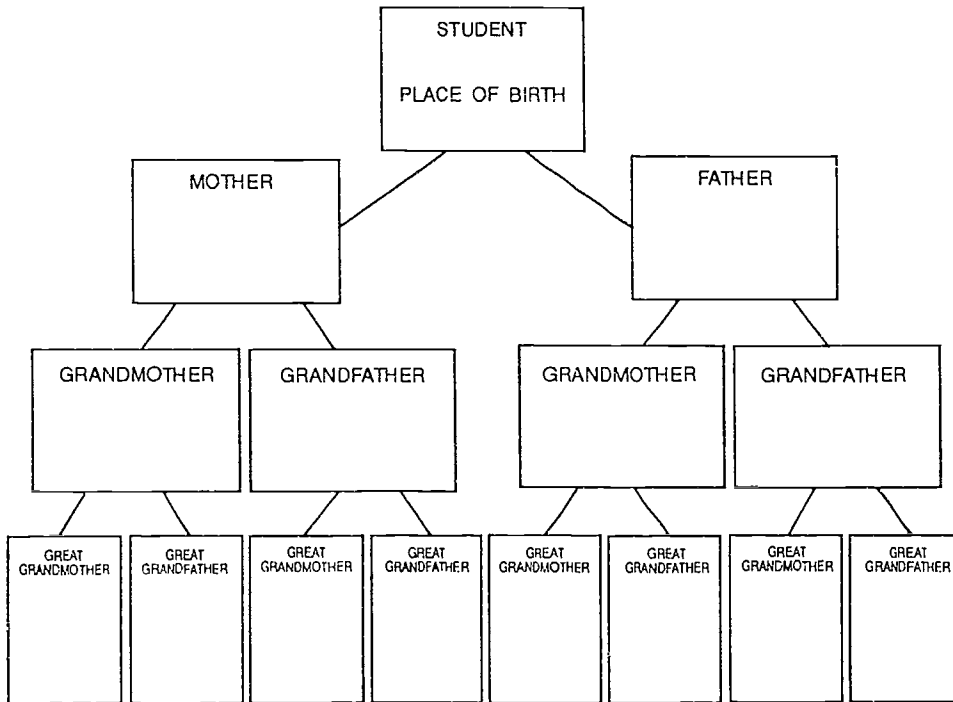 STUDENT
PLACE OF BIRTH
MOTHER
FATHER
GRANDMOTHER
GRANDFATHER
GRANDMOTHER
GRANDFATHER
GREAT
GRANDMOTHER
GREAT
GRANDFATHER
GREAT
GRANDMOTHER
GREAT
GRANDFATHER
GREAT
GRANDMOTHER
GREAT
GRANDFATHER
GREAT
GRANDMOTHER
GREAT
GRANDFATHER